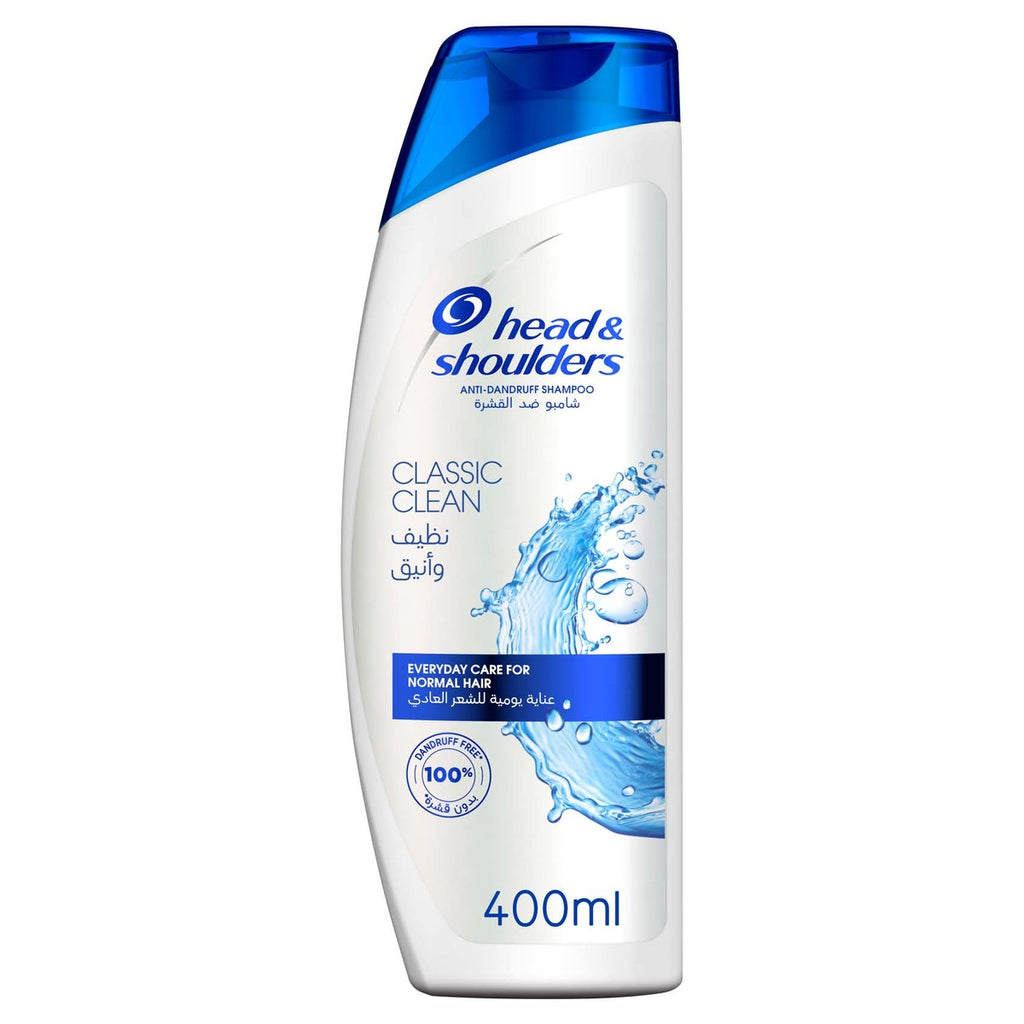 head &
shoulders
ANTI-DANDRUFF SHAMPOO
شامبو ضد القشرة
CLASSIC
CLEAN
نظيف
وأنيق
EVERYDAY CARE FOR
NORMAL HAIR
عناية يومية للشعر العادي
DANDRUFF FREE*
100%
بدون قشرة*
400ml